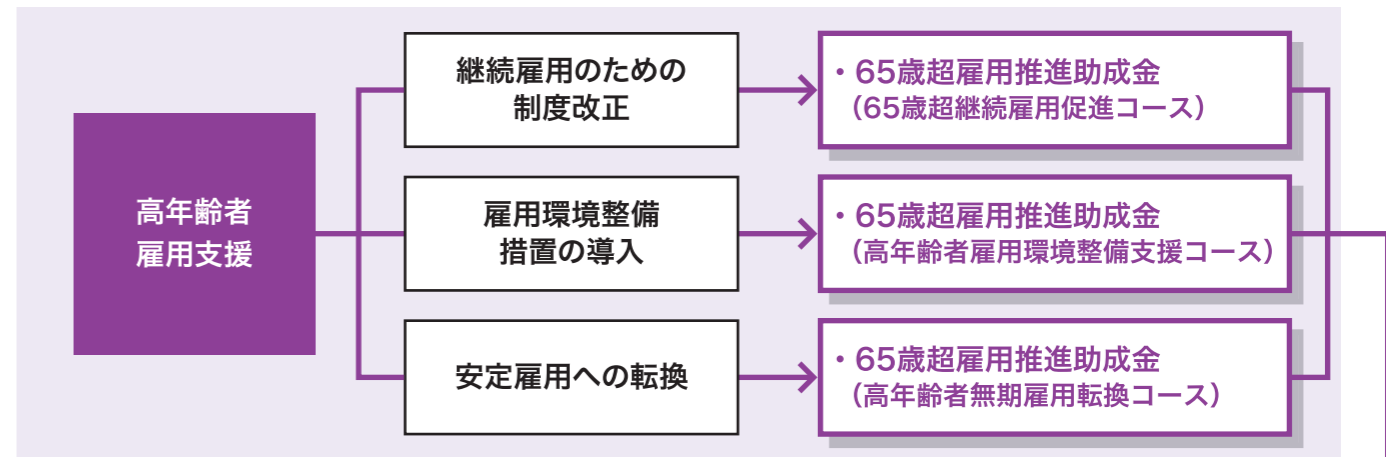 高年齢者
雇用支援
継続雇用のための
制度改正
・65歳超雇用推進助成金
（65歳超継続雇用促進コース）
雇用環境整備
措置の導入
・65歳超雇用推進助成金
（高年齢者雇用環境整備支援コース）
安定雇用への転換
・65歳超雇用推進助成金
（高年齢者無期雇用転換コース）